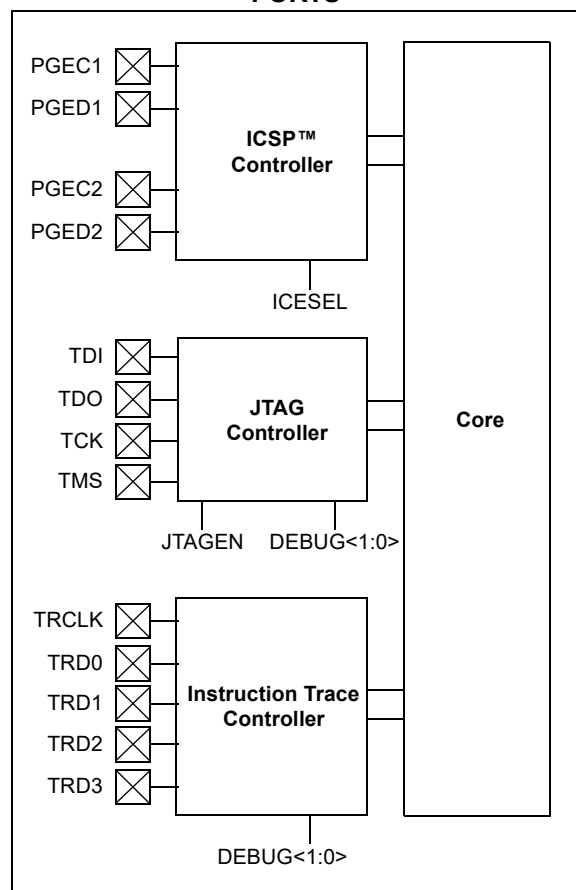 PORTS
PGEC1
PGED1
ICSP™
Controller
PGEC2
PGED2
ICESEL
TDI
TDO
TCK
TMS
JTAG
Controller
Core
JTAGEN
DEBUG<1:0>
TRCLK
TRD0
TRD1
TRD2
TRD3
Instruction Trace
Controller
DEBUG<1:0>